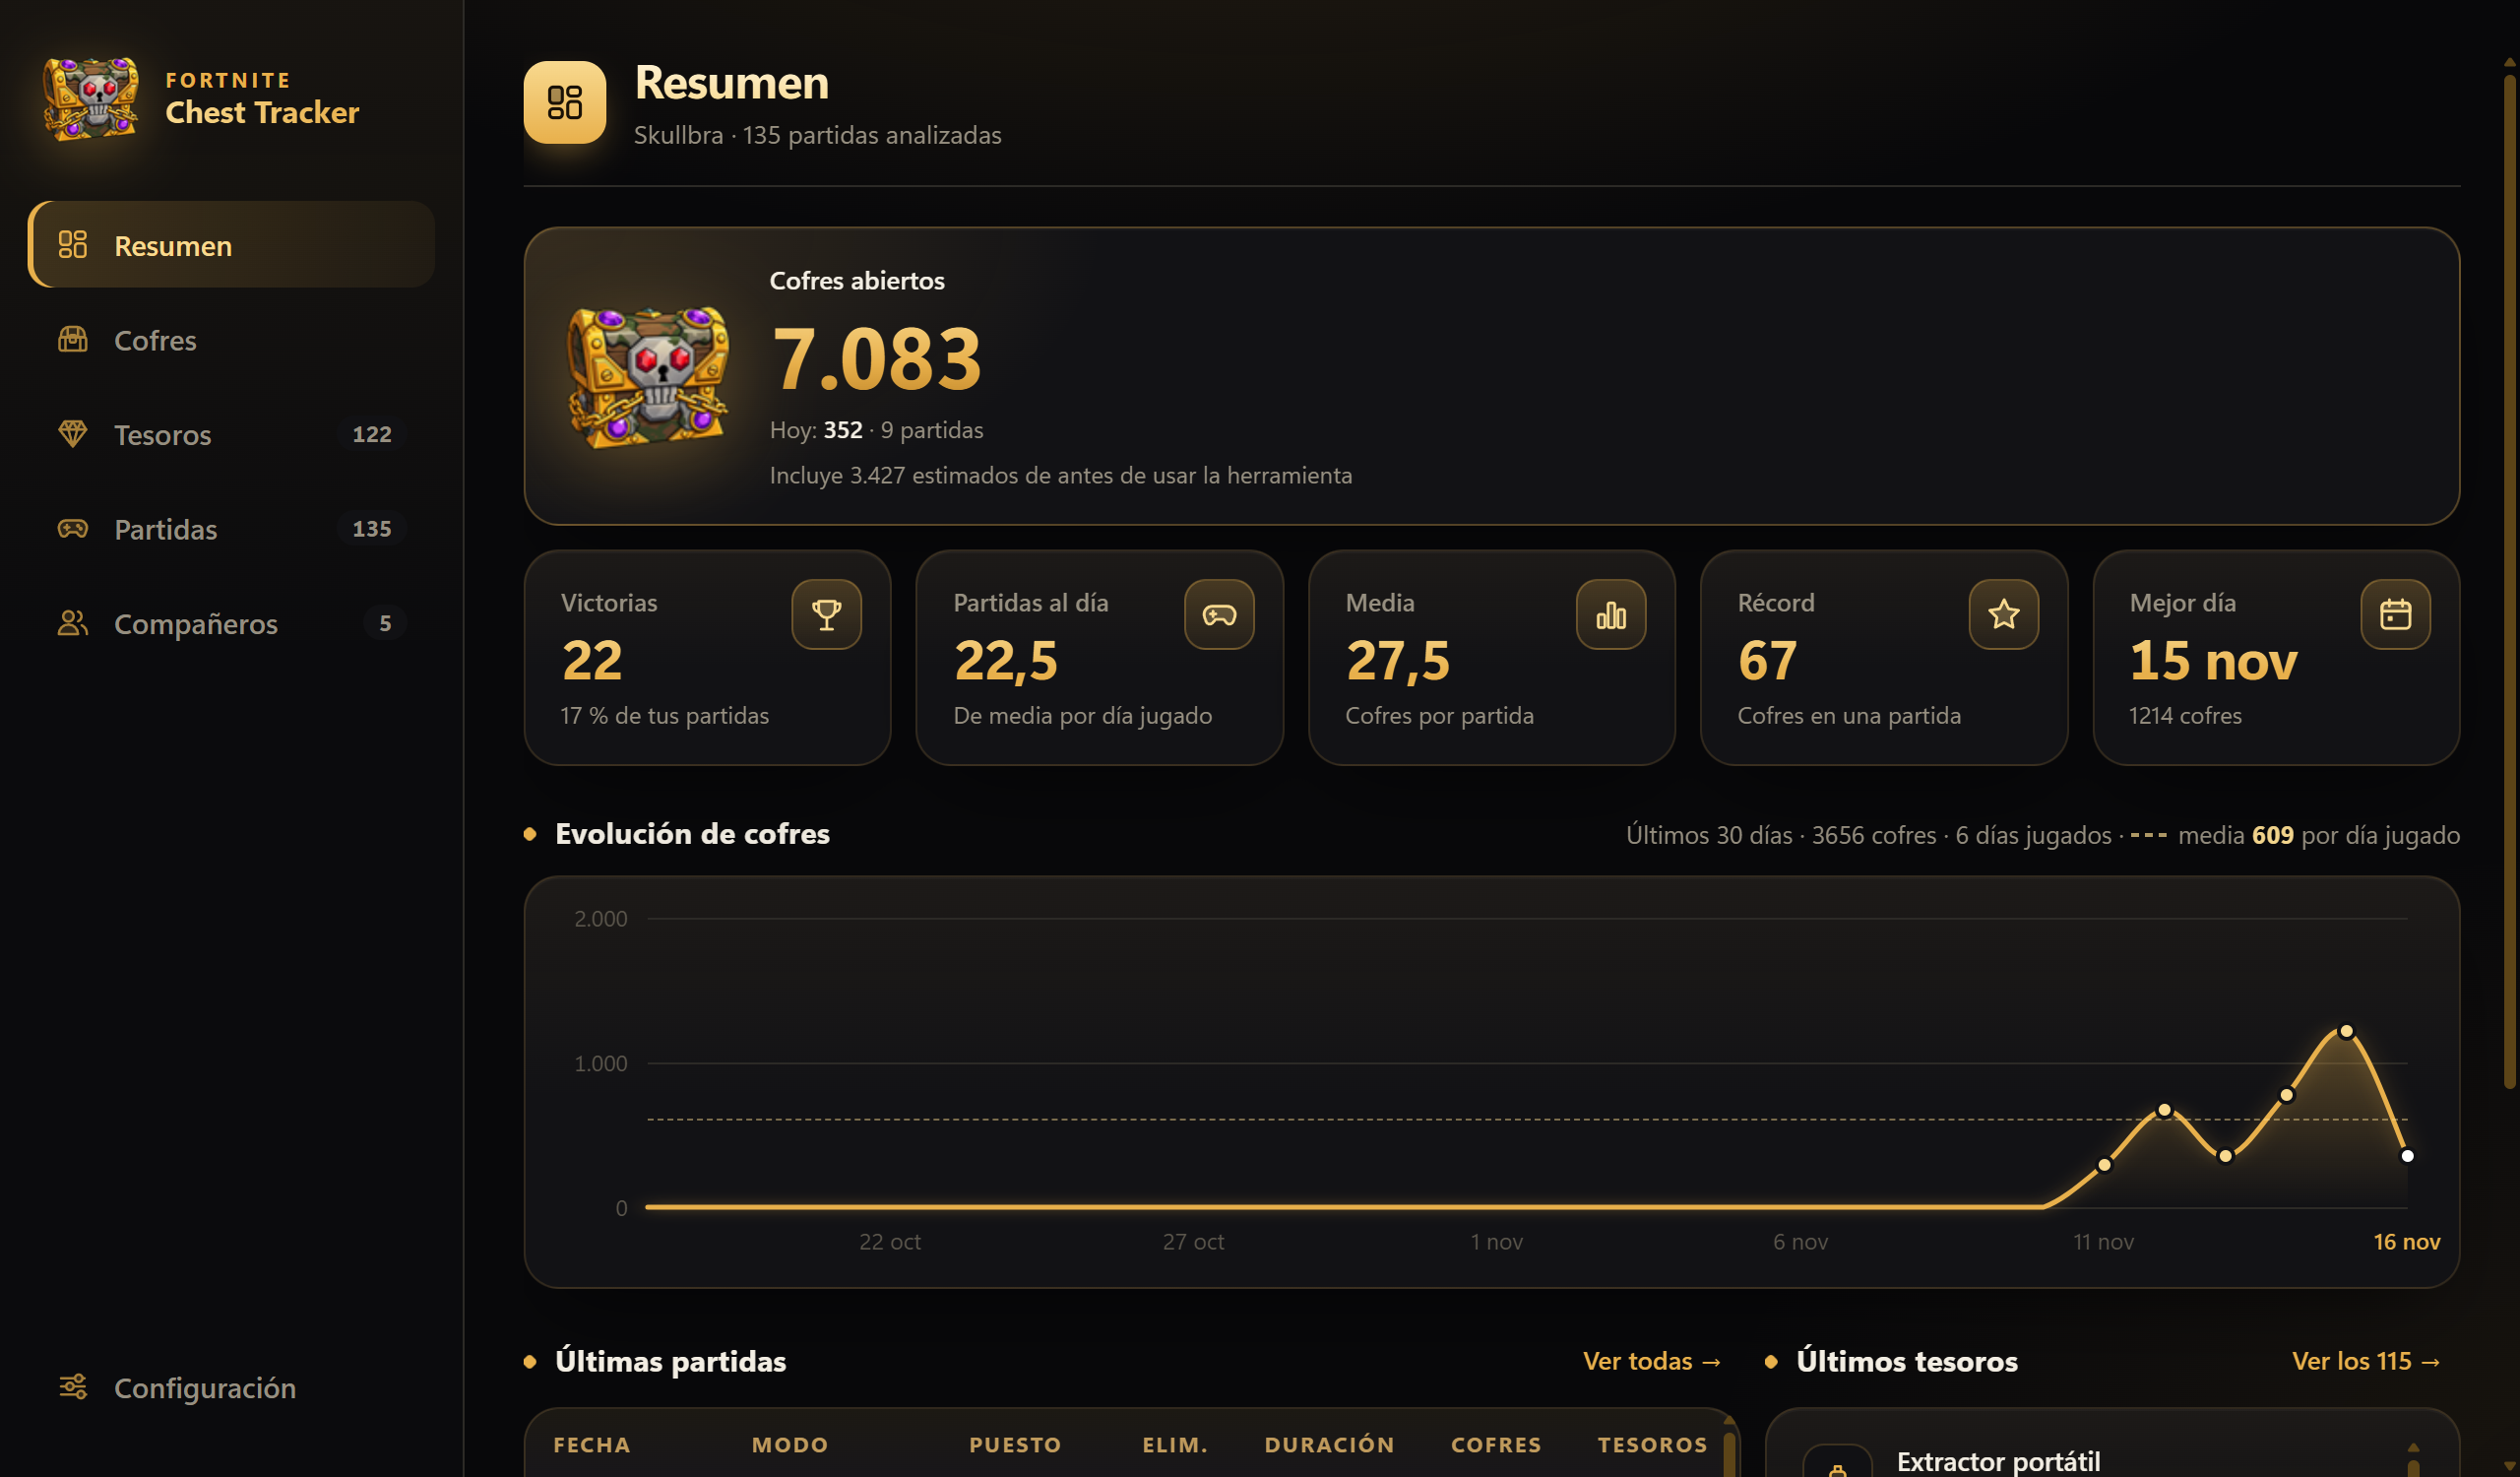 FORTNITE
Chest Tracker
Resumen
Cofres
Tesoros 122
Partidas 135
Compañeros 5
Configuración
Resumen
Skullbra · 135 partidas analizadas
Cofres abiertos
7.083
Hoy: 352 · 9 partidas
Incluye 3.427 estimados de antes de usar la herramienta
Victorias
22
17 % de tus partidas
Partidas al día
22,5
De media por día jugado
Media
27,5
Cofres por partida
Récord
67
Cofres en una partida
Mejor día
15 nov
1214 cofres
Evolución de cofres
Últimos 30 días · 3656 cofres · 6 días jugados · --- media 609 por día jugado
2.000
1.000
0
22 oct 27 oct 1 nov 6 nov 11 nov 16 nov
Últimas partidas
Ver todas →
FECHA MODO PUESTO ELIM. DURACIÓN COFRES TESOROS
Últimos tesoros
Ver los 115 →
Extractor portátil